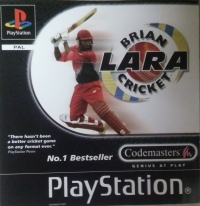 PlayStation
PAL
BRIAN
LARA
CRICKET
"There hasn't been
a better cricket game
on any format ever."
PlayStation Power
No.1 Bestseller
Codemasters
GENIUS AT PLAY
PlayStation®